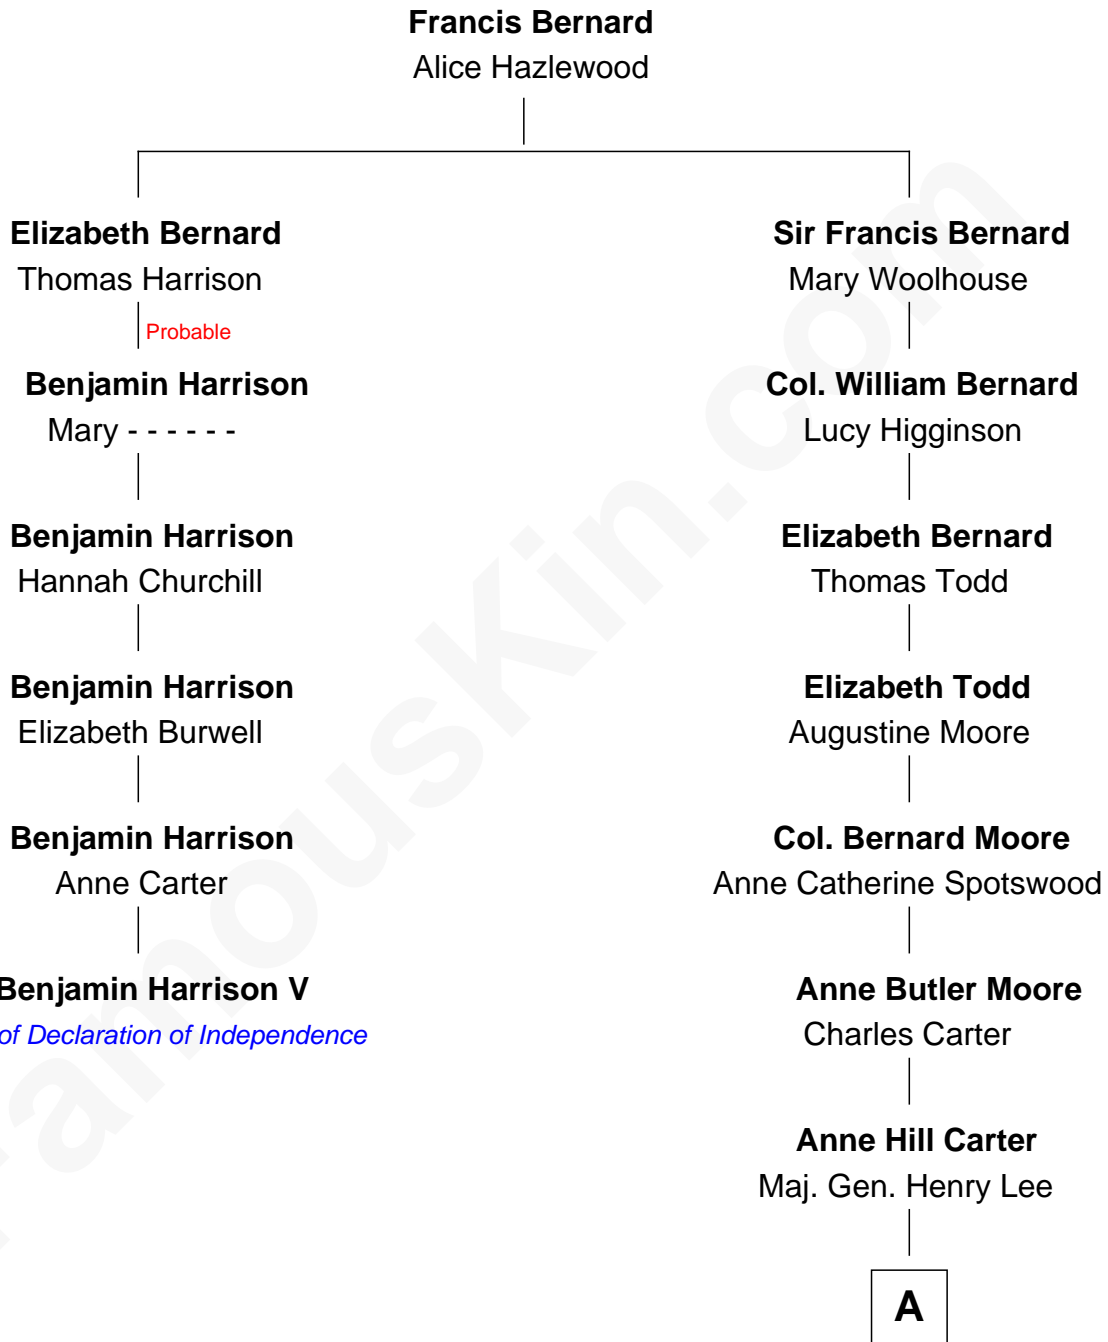 Francis Bernard
Alice Hazlewood
Elizabeth Bernard
Thomas Harrison
Probable
Benjamin Harrison
Mary - - - - - -
Benjamin Harrison
Hannah Churchill
Benjamin Harrison
Elizabeth Burwell
Benjamin Harrison
Anne Carter
Benjamin Harrison V
of Declaration of Independence
Sir Francis Bernard
Mary Woolhouse
Col. William Bernard
Lucy Higginson
Elizabeth Bernard
Thomas Todd
Elizabeth Todd
Augustine Moore
Col. Bernard Moore
Anne Catherine Spotswood
Anne Butler Moore
Charles Carter
Anne Hill Carter
Maj. Gen. Henry Lee
A
FamousKin.com